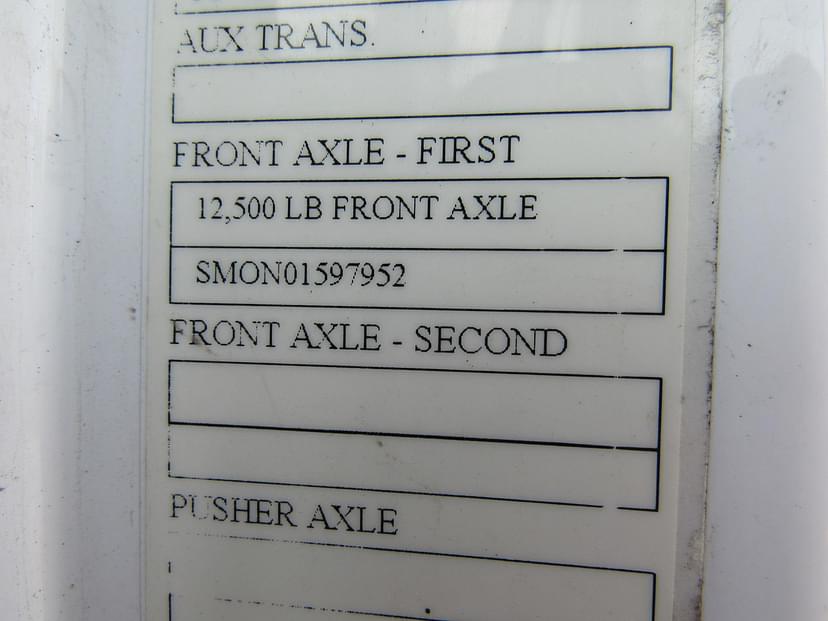 AUX TRANS.
FRONT AXLE - FIRST
12,500 LB FRONT AXLE
SMON01597952
FRONT AXLE - SECOND
PUSHER AXLE